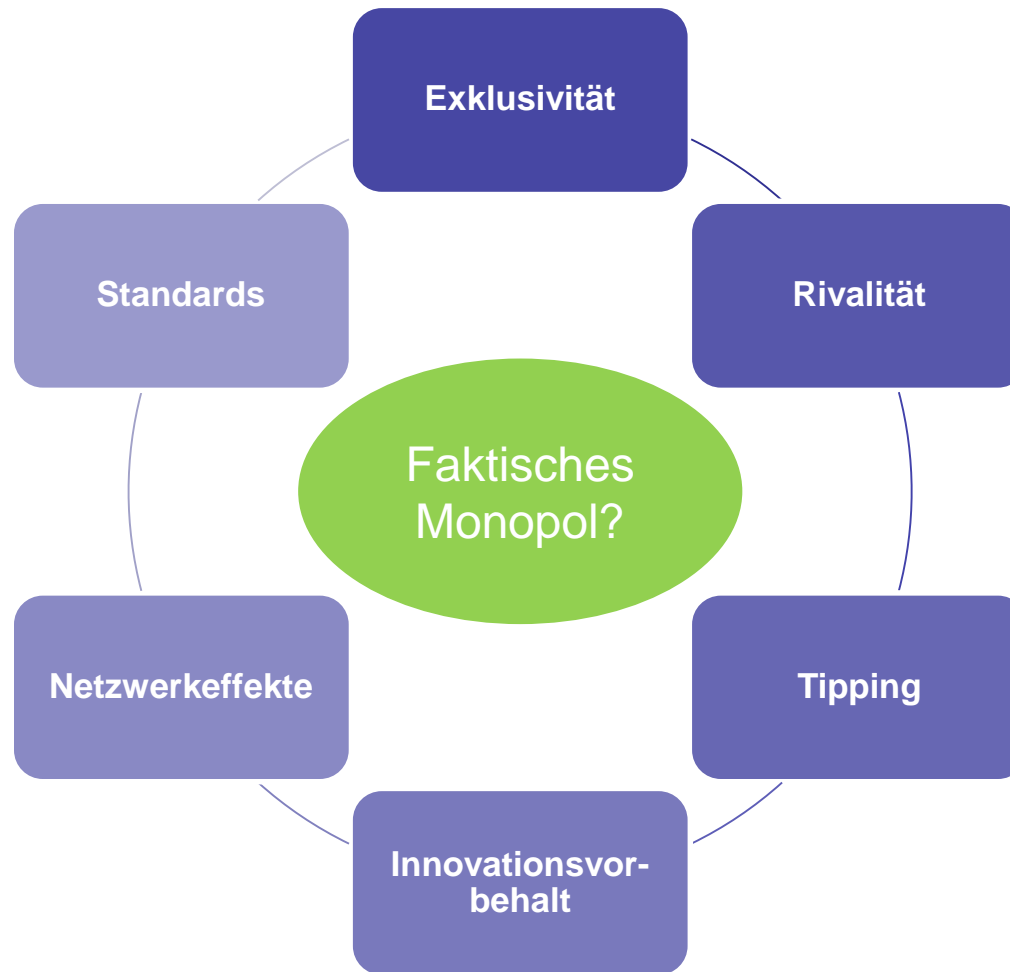 Exklusivität
Standards
Rivalität
Faktisches
Monopol?
Netzwerkeffekte
Tipping
Innovationsvor-
behalt